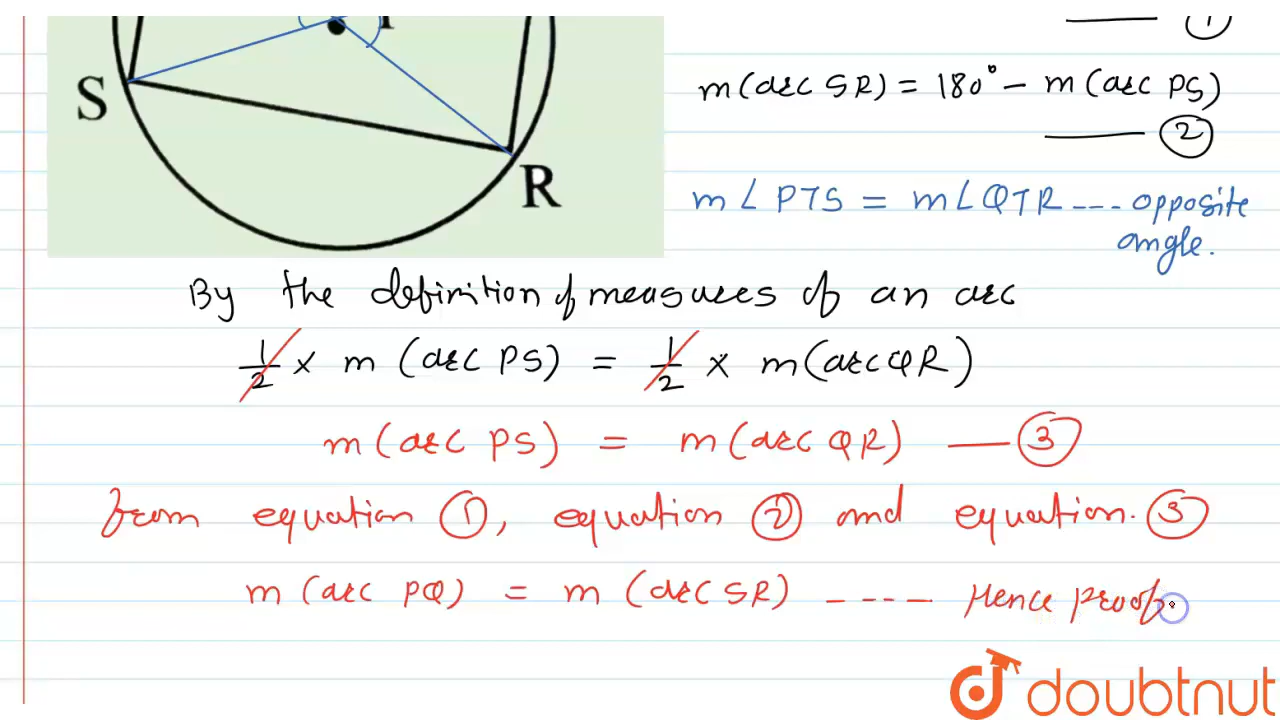 ①
S
m(arc SR) = 180° - m(arc PS)
②
R
m∠PTS = m∠QTR --- opposite
angle.
By the definition of measures of an arc
1/2 × m (arc PS) = 1/2 × m(arc QR)
m(arc PS) = m(arc QR) — ③
from equation ①, equation ② and equation. ③
m (arc PQ) = m (arc SR) ---- Hence proof.
doubtnut